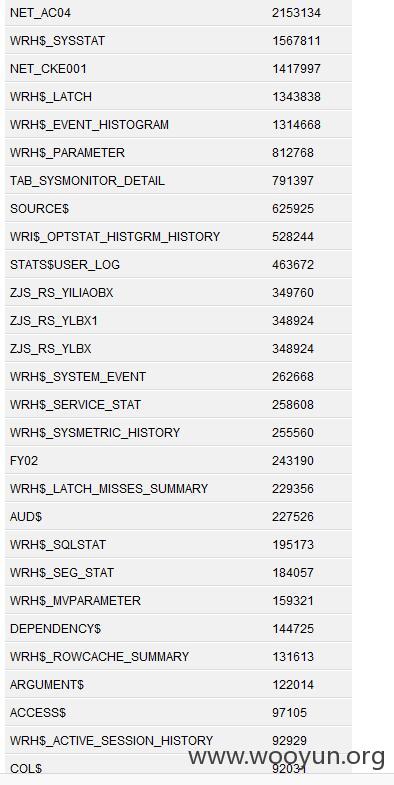 NET_AC04 2153134
WRH$_SYSSTAT 1567811
NET_CKE001 1417997
WRH$_LATCH 1343838
WRH$_EVENT_HISTOGRAM 1314668
WRH$_PARAMETER 812768
TAB_SYSMONITOR_DETAIL 791397
SOURCE$ 625925
WRI$_OPTSTAT_HISTGRM_HISTORY 528244
STATS$USER_LOG 463672
ZJS_RS_YILIAOBX 349760
ZJS_RS_YLBX1 348924
ZJS_RS_YLBX 348924
WRH$_SYSTEM_EVENT 262668
WRH$_SERVICE_STAT 258608
WRH$_SYSMETRIC_HISTORY 255560
FY02 243190
WRH$_LATCH_MISSES_SUMMARY 229356
AUD$ 227526
WRH$_SQLSTAT 195173
WRH$_SEG_STAT 184057
WRH$_MVPARAMETER 159321
DEPENDENCY$ 144725
WRH$_ROWCACHE_SUMMARY 131613
ARGUMENT$ 122014
ACCESS$ 97105
WRH$_ACTIVE_SESSION_HISTORY 92929
COL$ 92031
www.wooyun.org